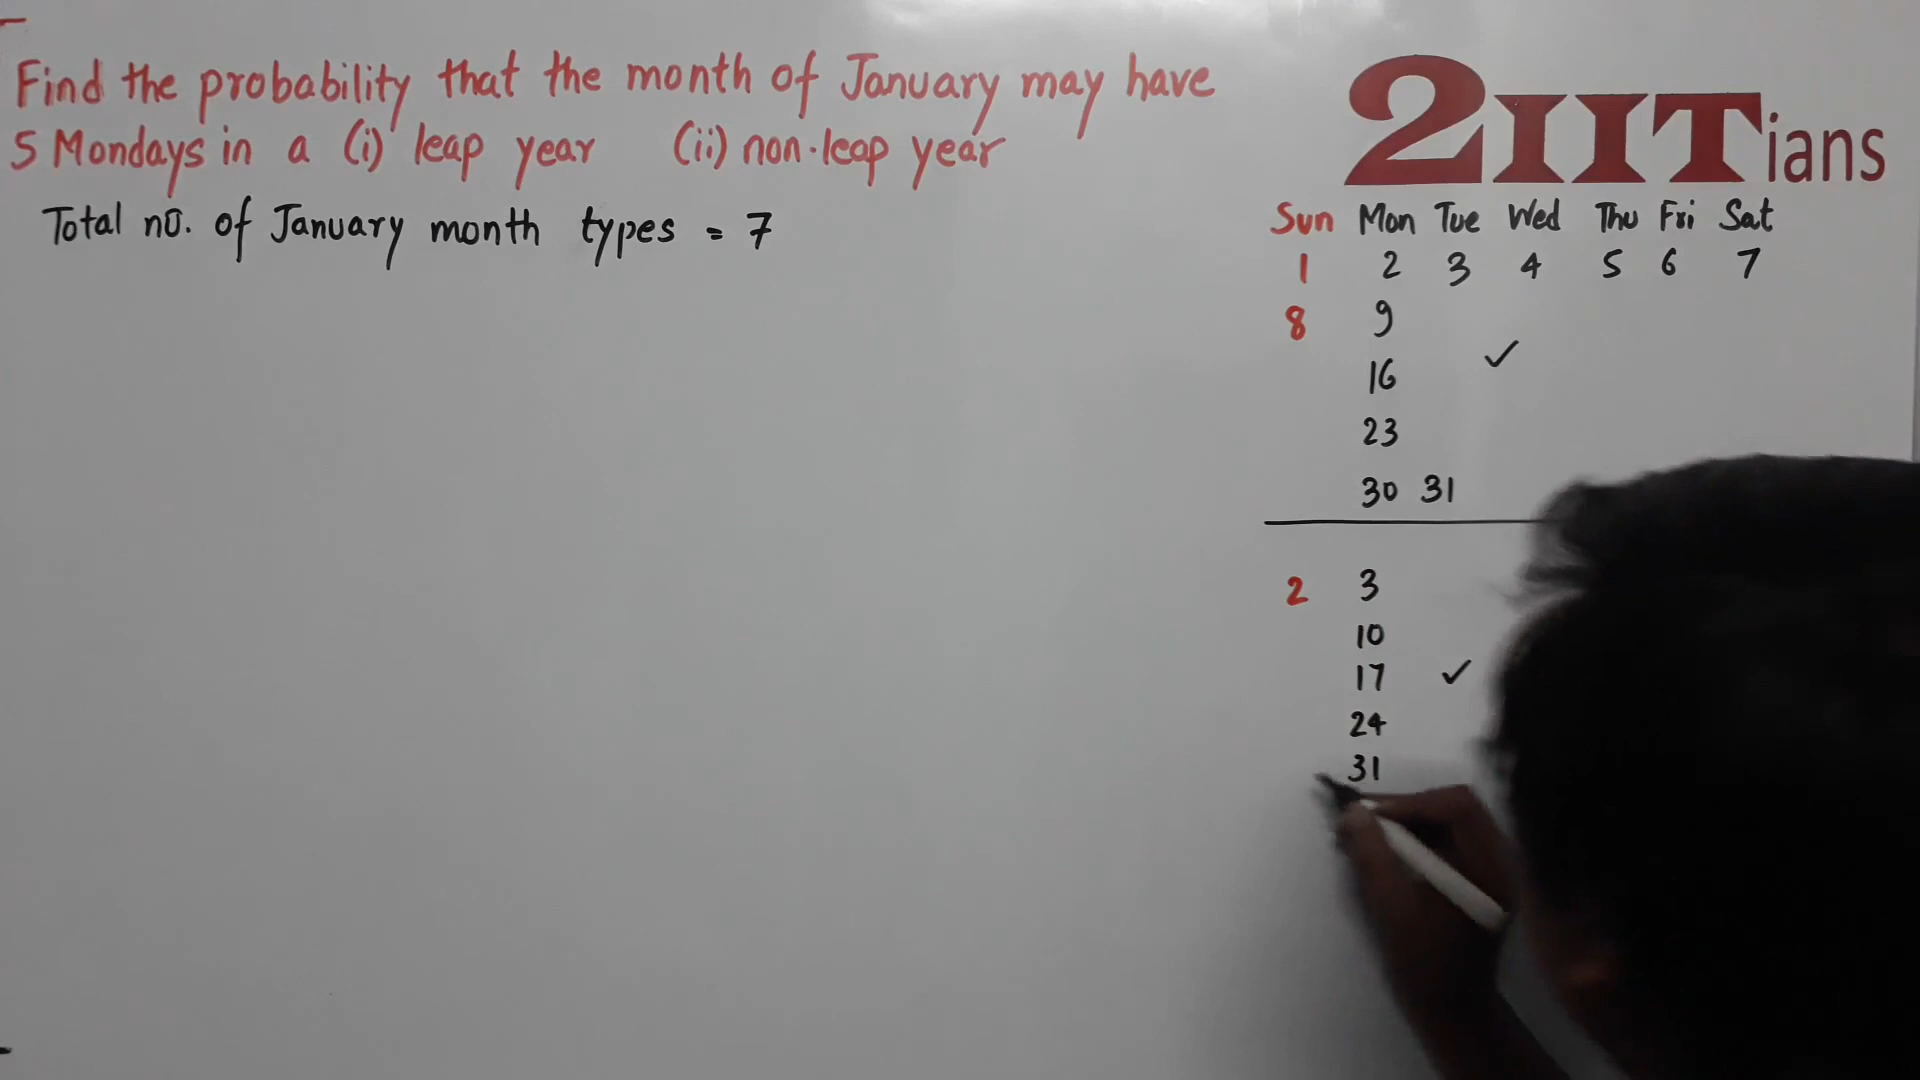 Find the probability that the month of January may have
5 Mondays in a (i) leap year (ii) non-leap year
Total no. of January month types = 7
2IITians
Sun Mon Tue Wed Thu Fri Sat
1 2 3 4 5 6 7
8 9
16 ✓
23
30 31
2 3
10
17 ✓
24
31